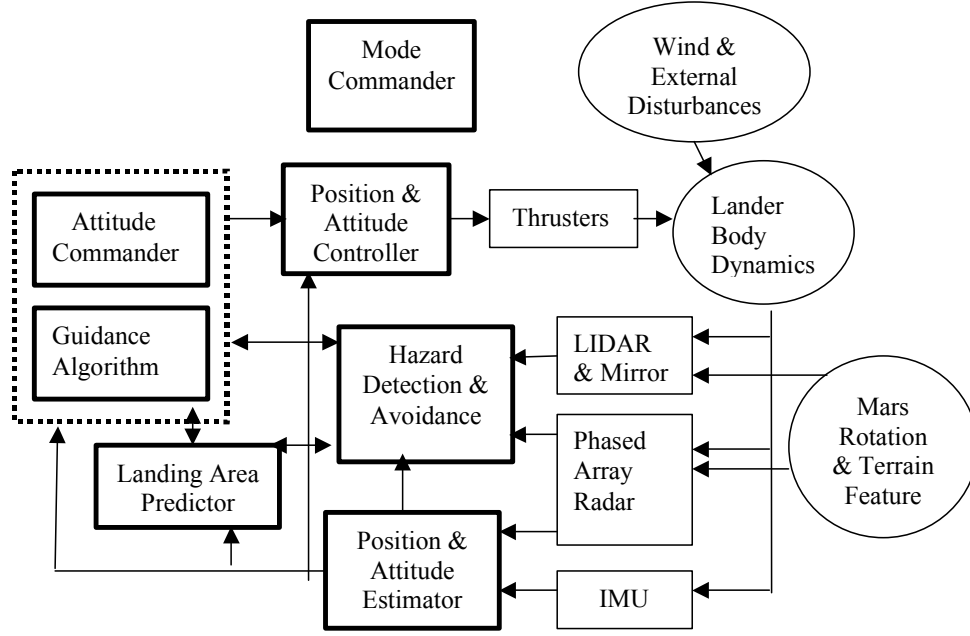 Mode
Commander
Wind &
External
Disturbances
Attitude
Commander
Position &
Attitude
Controller
Thrusters
Lander
Body
Dynamics
Guidance
Algorithm
Hazard
Detection &
Avoidance
LIDAR
& Mirror
Mars
Rotation
& Terrain
Feature
Phased
Array
Radar
Landing Area
Predictor
Position &
Attitude
Estimator
IMU